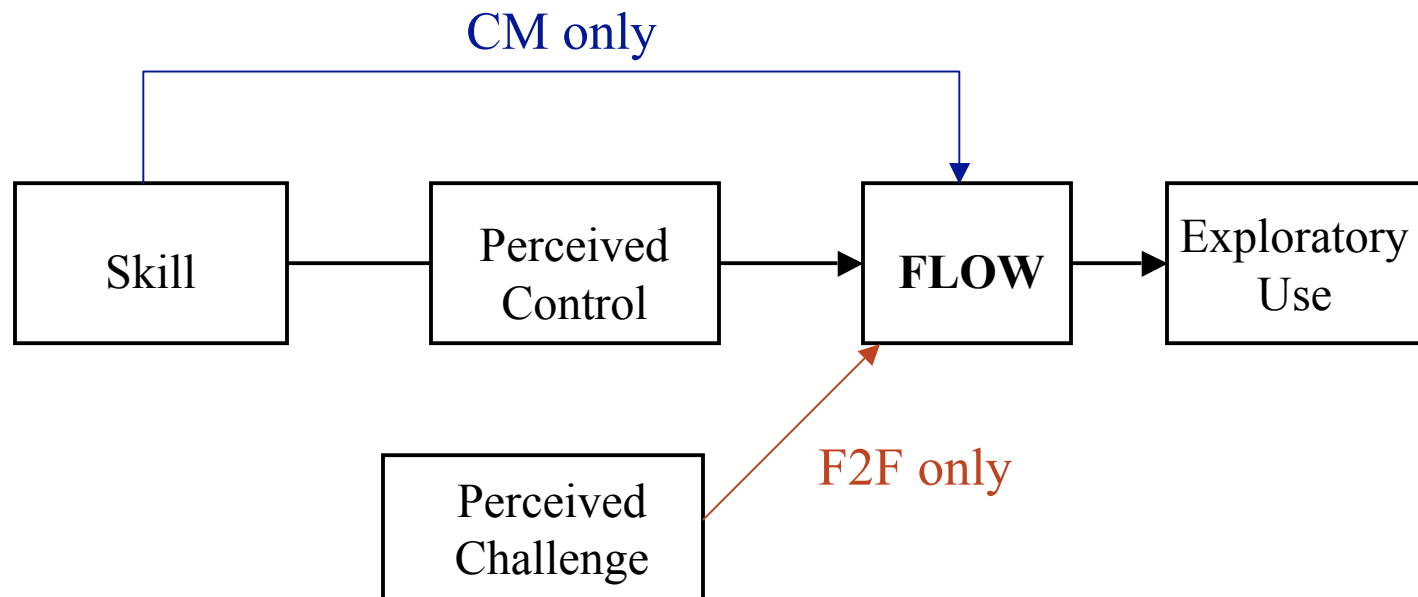 CM only
Skill
Perceived
Control
FLOW
Exploratory
Use
F2F only
Perceived
Challenge